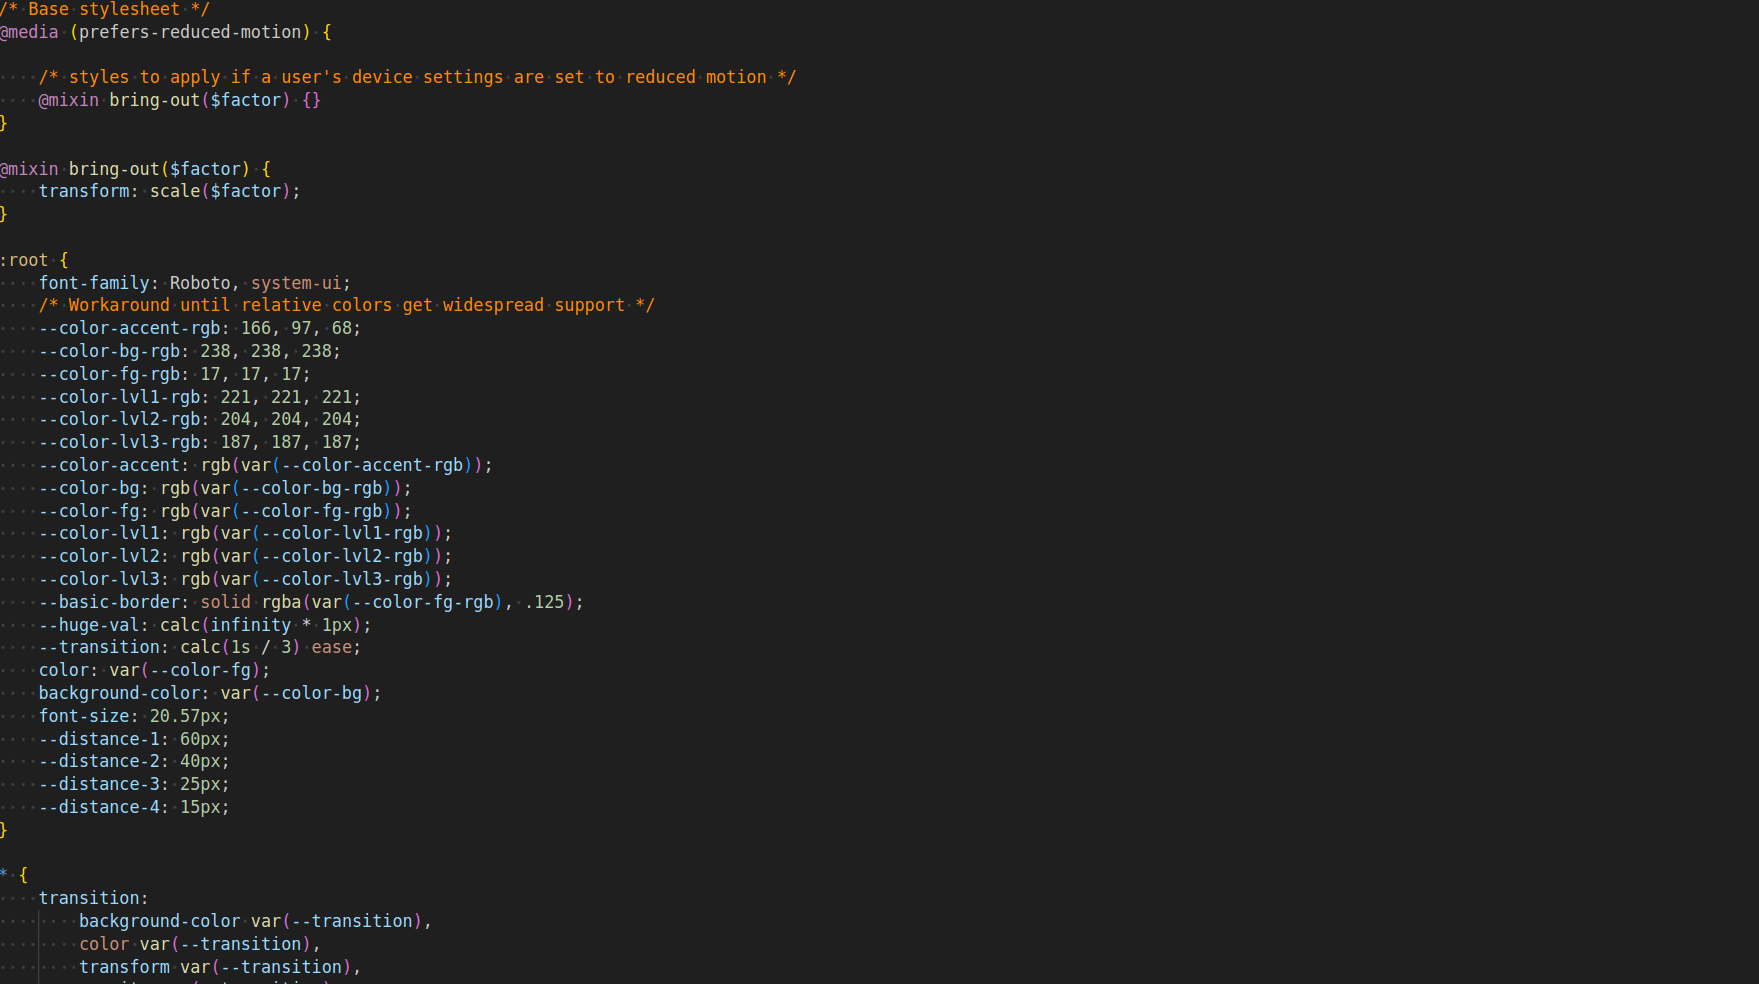 /* Base stylesheet */
@media (prefers-reduced-motion) {
/* styles to apply if a user's device settings are set to reduced motion */
@mixin bring-out($factor) {}
}
@mixin bring-out($factor) {
transform: scale($factor);
}
:root {
font-family: Roboto, system-ui;
/* Workaround until relative colors get widespread support */
--color-accent-rgb: 166, 97, 68;
--color-bg-rgb: 238, 238, 238;
--color-fg-rgb: 17, 17, 17;
--color-lvl1-rgb: 221, 221, 221;
--color-lvl2-rgb: 204, 204, 204;
--color-lvl3-rgb: 187, 187, 187;
--color-accent: rgb(var(--color-accent-rgb));
--color-bg: rgb(var(--color-bg-rgb));
--color-fg: rgb(var(--color-fg-rgb));
--color-lvl1: rgb(var(--color-lvl1-rgb));
--color-lvl2: rgb(var(--color-lvl2-rgb));
--color-lvl3: rgb(var(--color-lvl3-rgb));
--basic-border: solid rgba(var(--color-fg-rgb), .125);
--huge-val: calc(infinity * 1px);
--transition: calc(1s / 3) ease;
color: var(--color-fg);
background-color: var(--color-bg);
font-size: 20.57px;
--distance-1: 60px;
--distance-2: 40px;
--distance-3: 25px;
--distance-4: 15px;
}
* {
transition:
background-color var(--transition),
color var(--transition),
transform var(--transition),